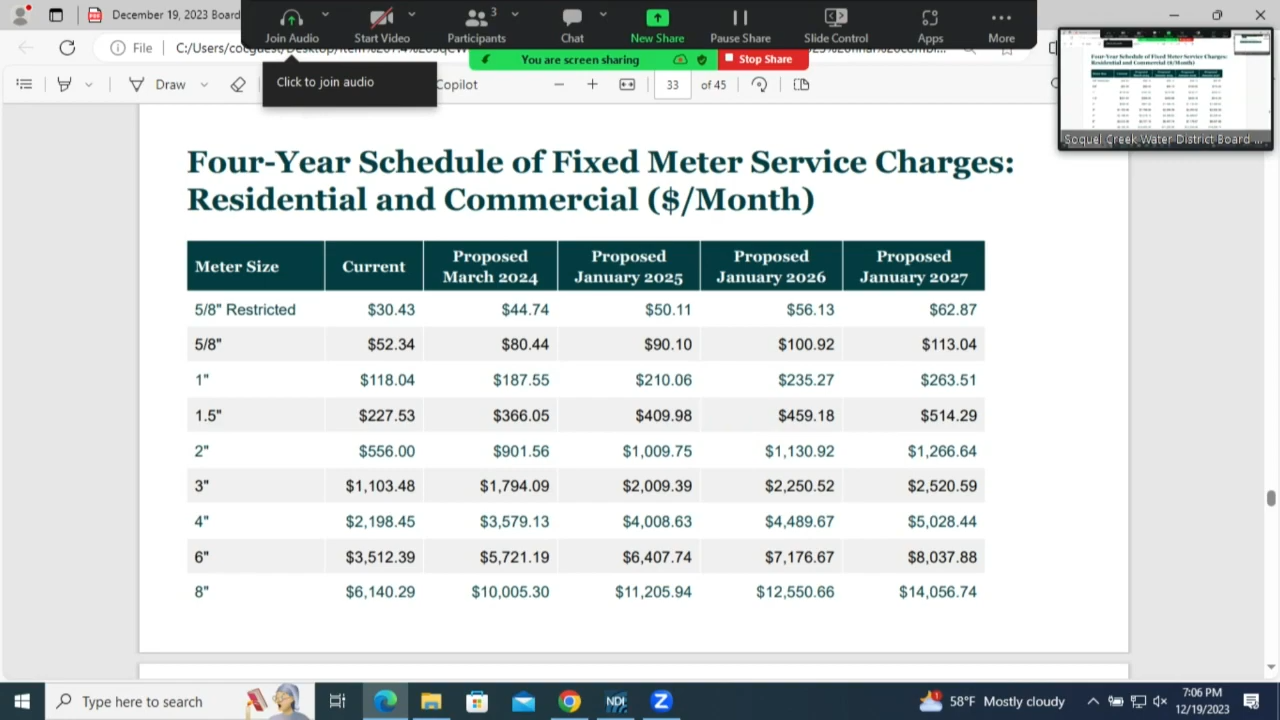 December 19, 2023 Board
Join Audio
Start Video
3
Participants
Chat
New Share
Pause Share
Slide Control
Apps
More
File
You are screen sharing
Stop Share
Click to join audio
of 45
Soquel Creek Water District Board ...
Four-Year Schedule of Fixed Meter Service Charges:
Residential and Commercial ($/Month)
Meter Size Current Proposed March 2024 Proposed January 2025 Proposed January 2026 Proposed January 2027
5/8" Restricted $30.43 $44.74 $50.11 $56.13 $62.87
5/8" $52.34 $80.44 $90.10 $100.92 $113.04
1" $118.04 $187.55 $210.06 $235.27 $263.51
1.5" $227.53 $366.05 $409.98 $459.18 $514.29
2" $556.00 $901.56 $1,009.75 $1,130.92 $1,266.64
3" $1,103.48 $1,794.09 $2,009.39 $2,250.52 $2,520.59
4" $2,198.45 $3,579.13 $4,008.63 $4,489.67 $5,028.44
6" $3,512.39 $5,721.19 $6,407.74 $7,176.67 $8,037.88
8" $6,140.29 $10,005.30 $11,205.94 $12,550.66 $14,056.74
Type here to search
NDI
58°F Mostly cloudy
7:06 PM
12/19/2023